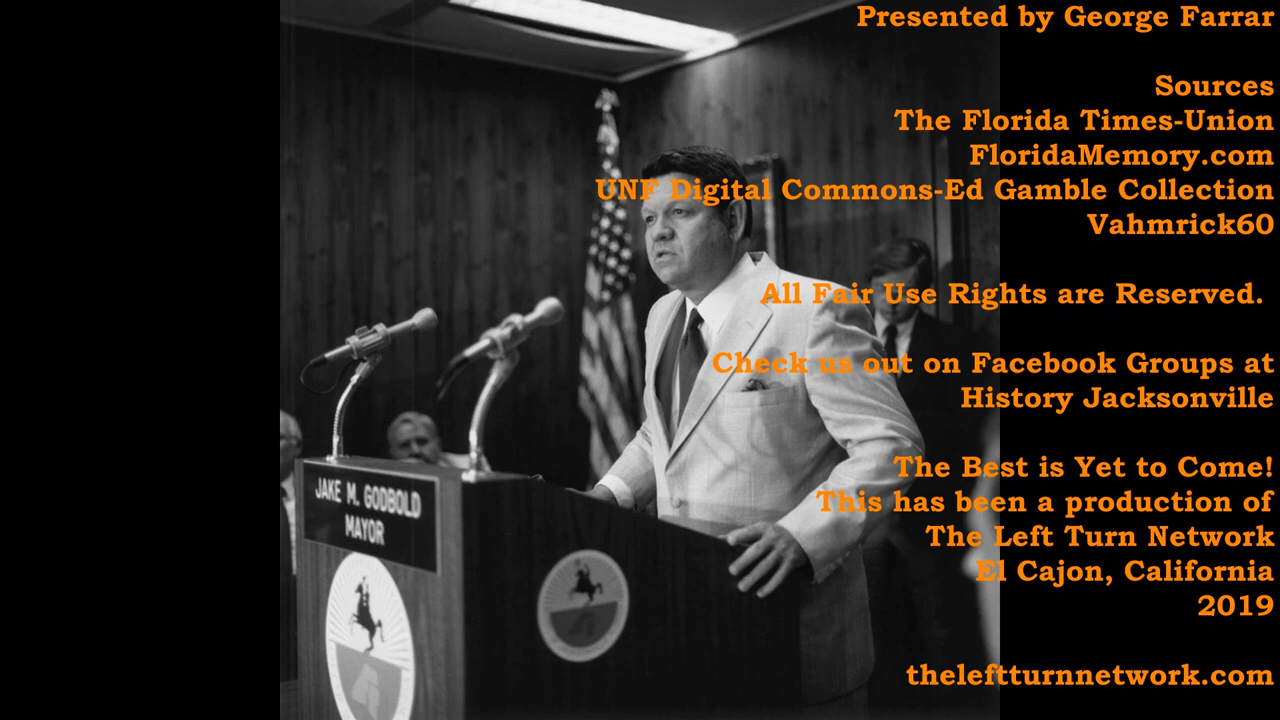 Presented by George Farrar
Sources
The Florida Times-Union
FloridaMemory.com
UNF Digital Commons-Ed Gamble Collection
Vahmrick60
All Fair Use Rights are Reserved.
Check us out on Facebook Groups at
History Jacksonville
The Best is Yet to Come!
This has been a production of
The Left Turn Network
El Cajon, California
2019
theleftturnnetwork.com
JAKE M. GODBOLD
MAYOR